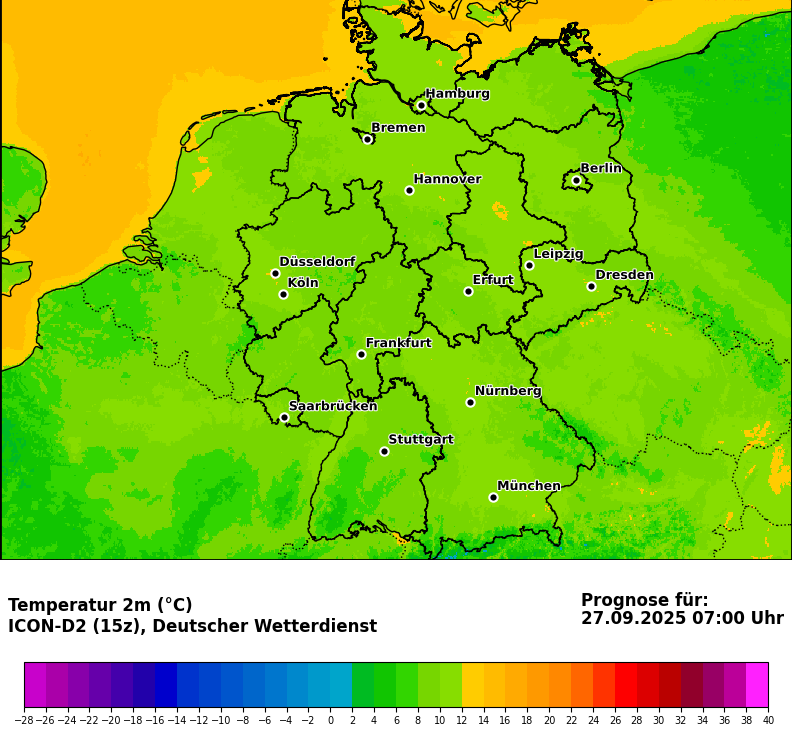 Hamburg
Bremen
Berlin
Hannover
Leipzig
Düsseldorf
Dresden
Köln
Erfurt
Frankfurt
Nürnberg
Saarbrücken
Stuttgart
München
Temperatur 2m (°C)
ICON-D2 (15z), Deutscher Wetterdienst
Prognose für:
27.09.2025 07:00 Uhr
−28 −26 −24 −22 −20 −18 −16 −14 −12 −10 −8 −6 −4 −2 0 2 4 6 8 10 12 14 16 18 20 22 24 26 28 30 32 34 36 38 40